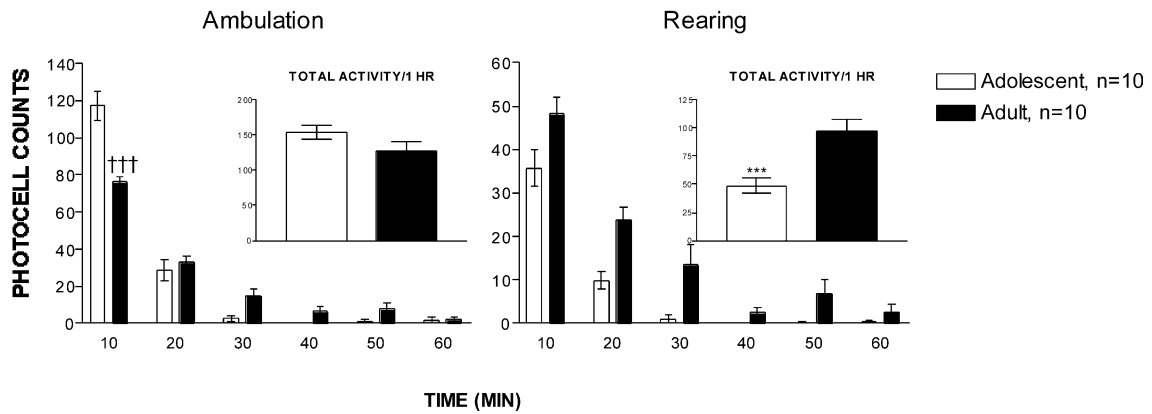 Ambulation
Rearing
PHOTOCELL COUNTS
140
120
100
80
60
40
20
0
†††
TOTAL ACTIVITY/1 HR
200
150
100
50
0
10 20 30 40 50 60
60
50
40
30
20
10
0
TOTAL ACTIVITY/1 HR
125
100
75
50
25
0
***
10 20 30 40 50 60
TIME (MIN)
Adolescent, n=10
Adult, n=10